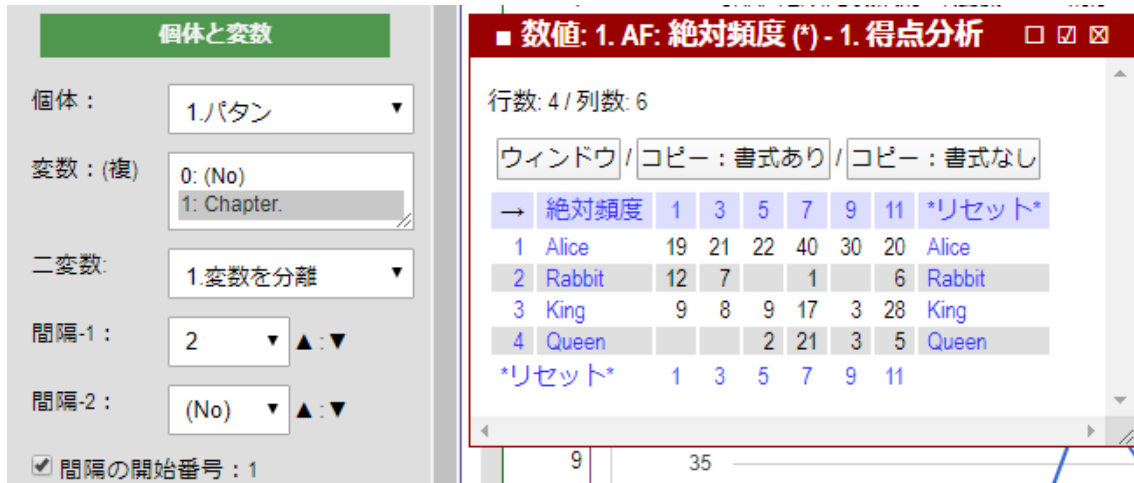 個体と変数
個体：
1.パタン ▼
変数：(複)
0: (No)
1: Chapter.
二変数:
1.変数を分離 ▼
間隔-1：
2 ▼ ▲:▼
間隔-2：
(No) ▼ ▲:▼
間隔の開始番号：1
■ 数値: 1. AF: 絶対頻度 (*) - 1. 得点分析 □ ☑ ☒
行数: 4 / 列数: 6
ウィンドウ / コピー：書式あり / コピー：書式なし
→ 絶対頻度 1 3 5 7 9 11 *リセット*
1 Alice 19 21 22 40 30 20 Alice
2 Rabbit 12 7 1 6 Rabbit
3 King 9 8 9 17 3 28 King
4 Queen 2 21 3 5 Queen
*リセット* 1 3 5 7 9 11
9 35